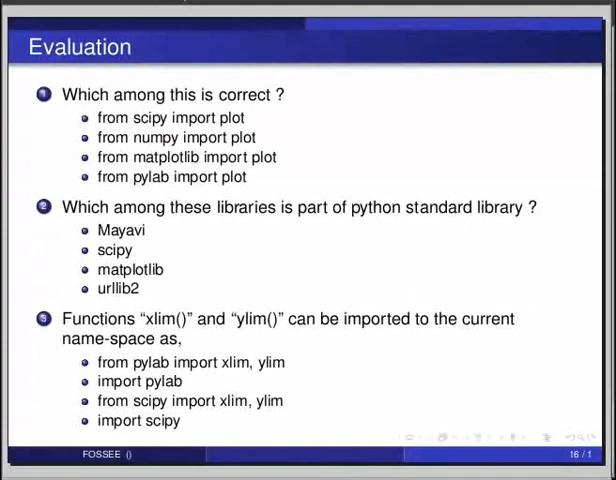 Evaluation
1 Which among this is correct ?
from scipy import plot
from numpy import plot
from matplotlib import plot
from pylab import plot
2 Which among these libraries is part of python standard library ?
Mayavi
scipy
matplotlib
urllib2
3 Functions “xlim()” and “ylim()” can be imported to the current
name-space as,
from pylab import xlim, ylim
import pylab
from scipy import xlim, ylim
import scipy
FOSSEE ()
16 / 1